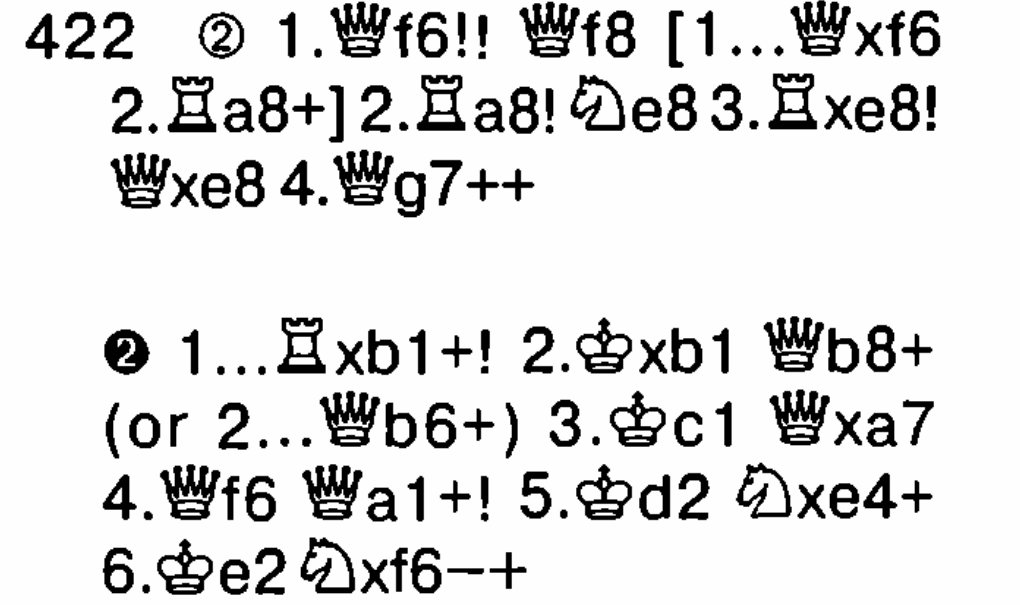 422 ② 1.♕f6!! ♕f8 [1...♕xf6
2.♖a8+] 2.♖a8! ♘e8 3.♖xe8!
♕xe8 4.♕g7++
❷ 1...♖xb1+! 2.♔xb1 ♕b8+
(or 2...♕b6+) 3.♔c1 ♕xa7
4.♕f6 ♕a1+! 5.♔d2 ♘xe4+
6.♔e2 ♘xf6−+